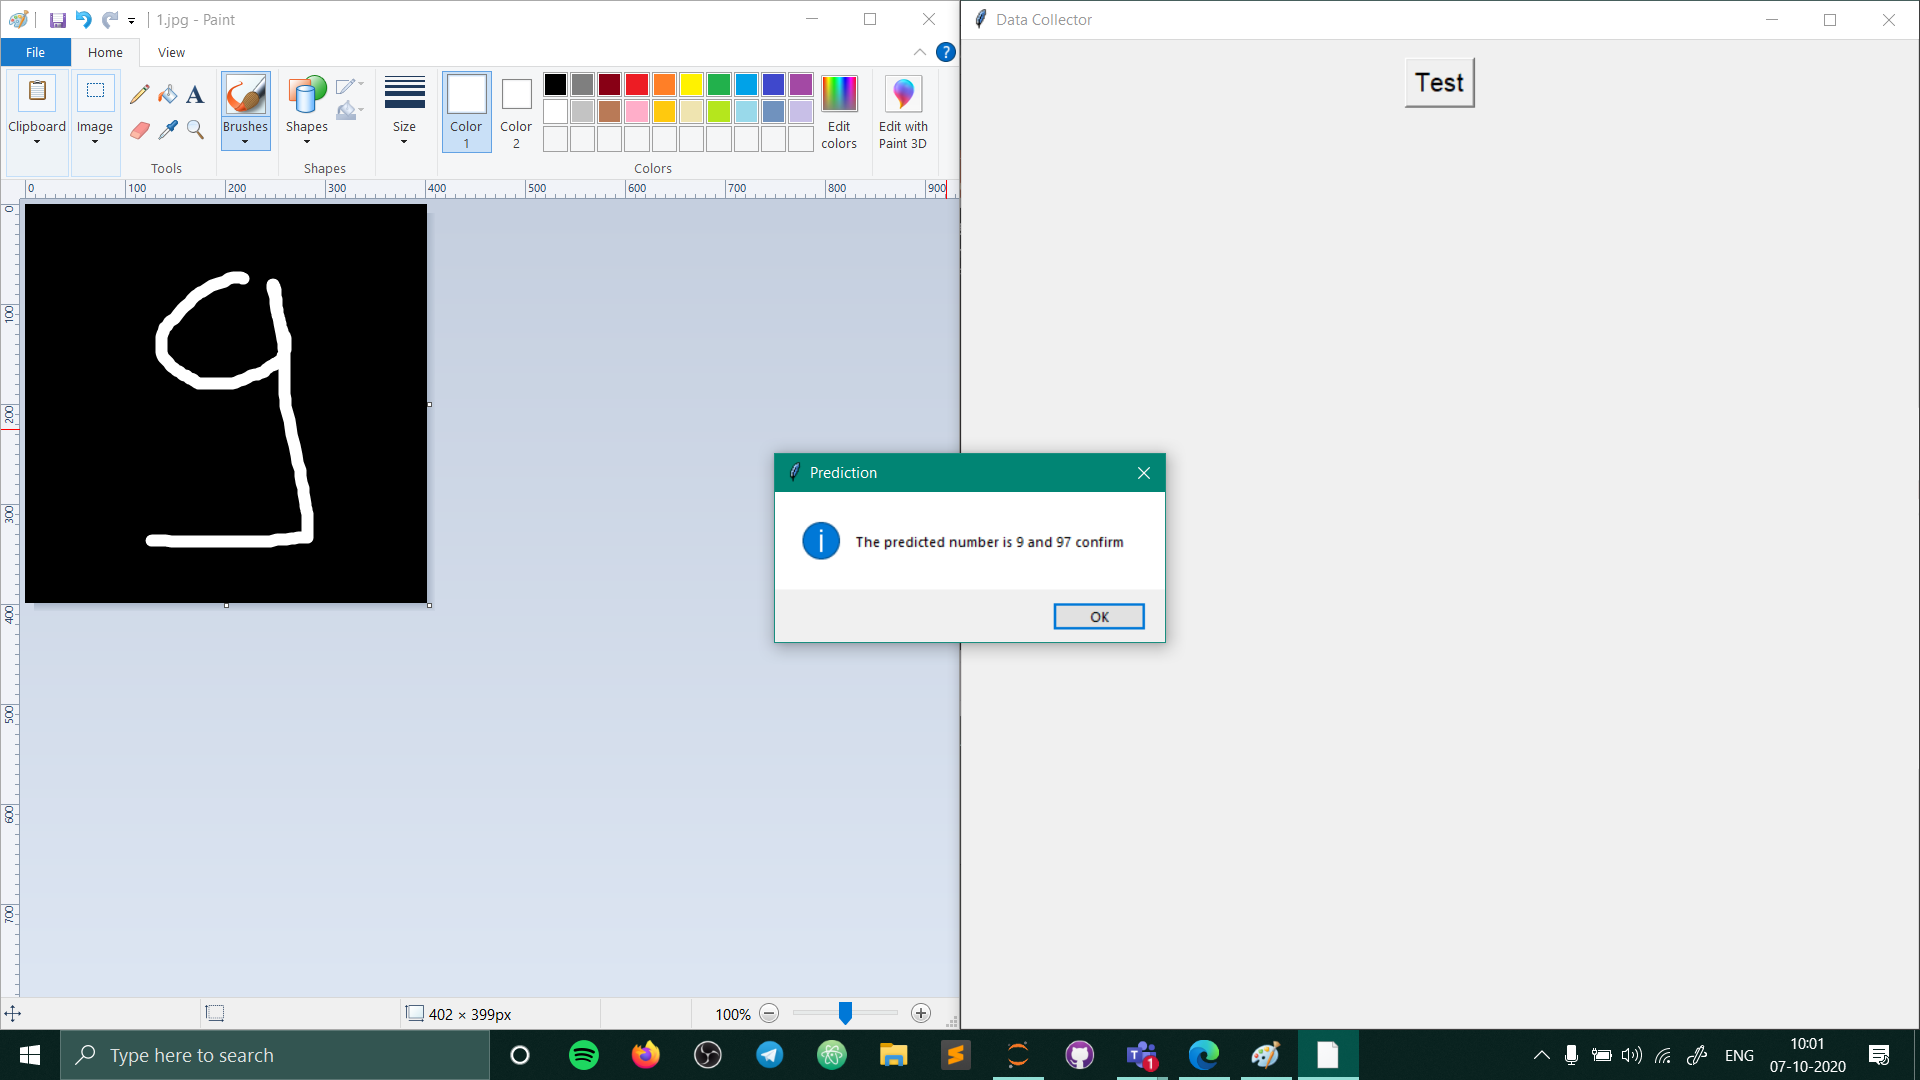 1.jpg - Paint
File Home View
Clipboard Image Tools Brushes Shapes Shapes Size Color 1 Color 2 Edit colors Colors Edit with Paint 3D
0 100 200 300 400 500 600 700 800 900
0
100
200
300
400
500
600
700
9
402 × 399px
100%
Data Collector
Test
Prediction
The predicted number is 9 and 97 confirm
OK
Type here to search
1
ENG
10:01
07-10-2020